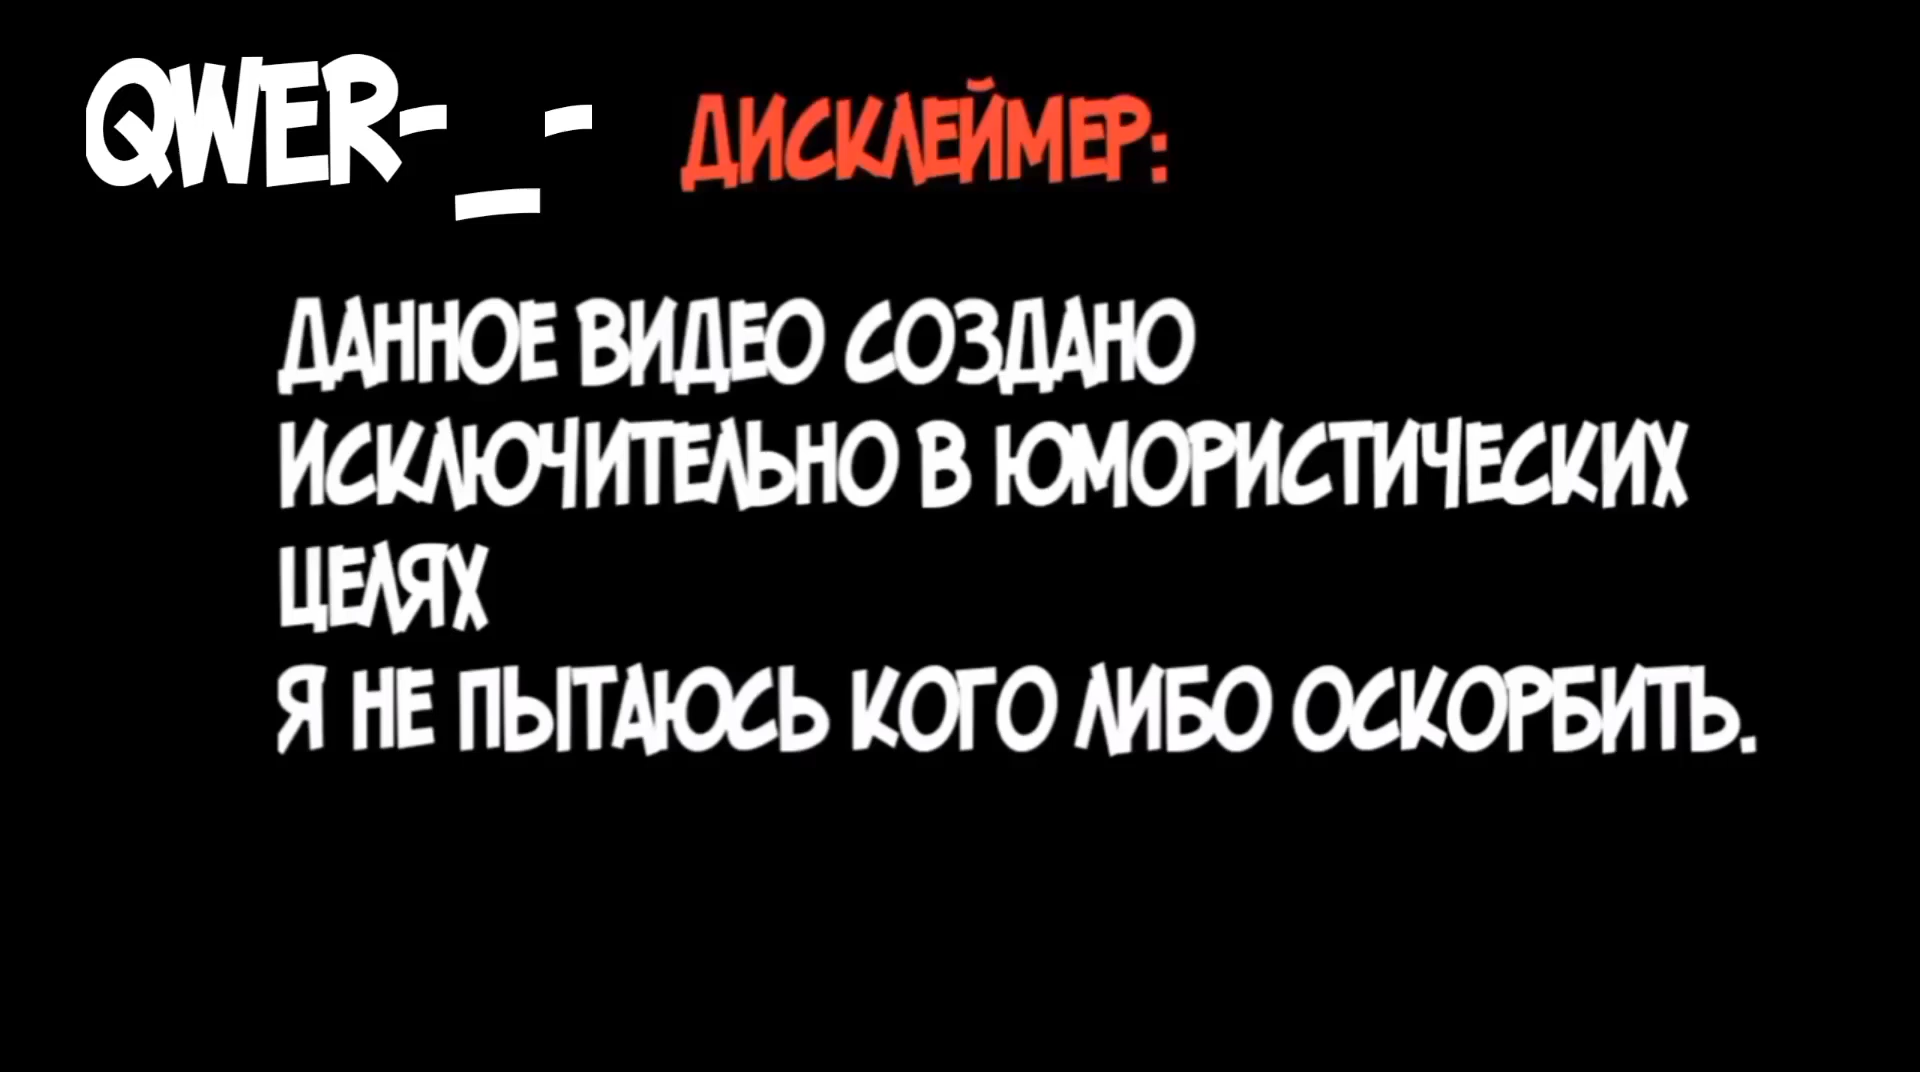 QWER-_-
ДИСКЛЕЙМЕР:
ДАННОЕ ВИДЕО СОЗДАНО
ИСКЛЮЧИТЕЛЬНО В ЮМОРИСТИЧЕСКИХ
ЦЕЛЯХ
Я НЕ ПЫТАЮСЬ КОГО ЛИБО ОСКОРБИТЬ.